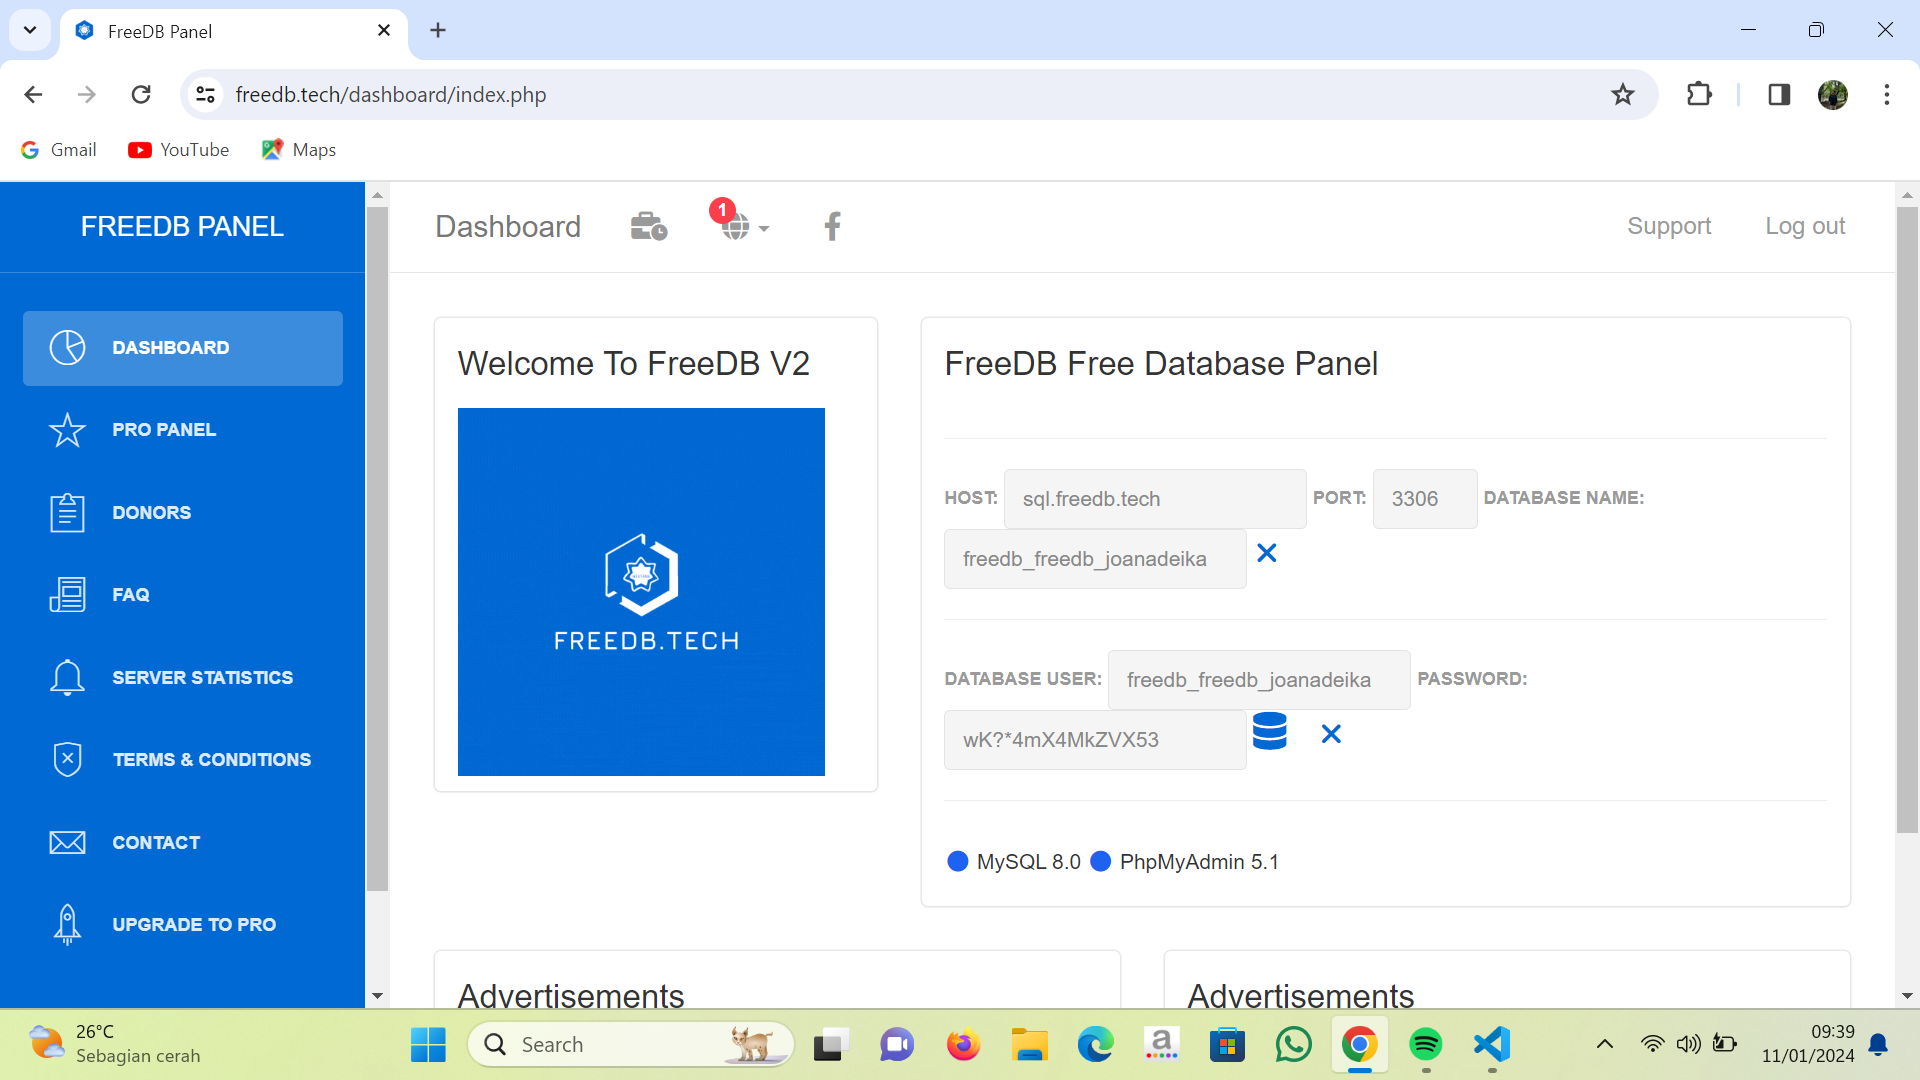 FreeDB Panel
freedb.tech/dashboard/index.php
Gmail YouTube Maps
FREEDB PANEL
DASHBOARD
PRO PANEL
DONORS
FAQ
SERVER STATISTICS
TERMS & CONDITIONS
CONTACT
UPGRADE TO PRO
Dashboard 1 Support Log out
Welcome To FreeDB V2
FREEDB.TECH
FreeDB Free Database Panel
HOST: sql.freedb.tech PORT: 3306 DATABASE NAME:
freedb_freedb_joanadeika
DATABASE USER: freedb_freedb_joanadeika PASSWORD:
wK?*4mX4MkZVX53
MySQL 8.0 PhpMyAdmin 5.1
Advertisements
Advertisements
26°C
Sebagian cerah
Search
a
09:39
11/01/2024